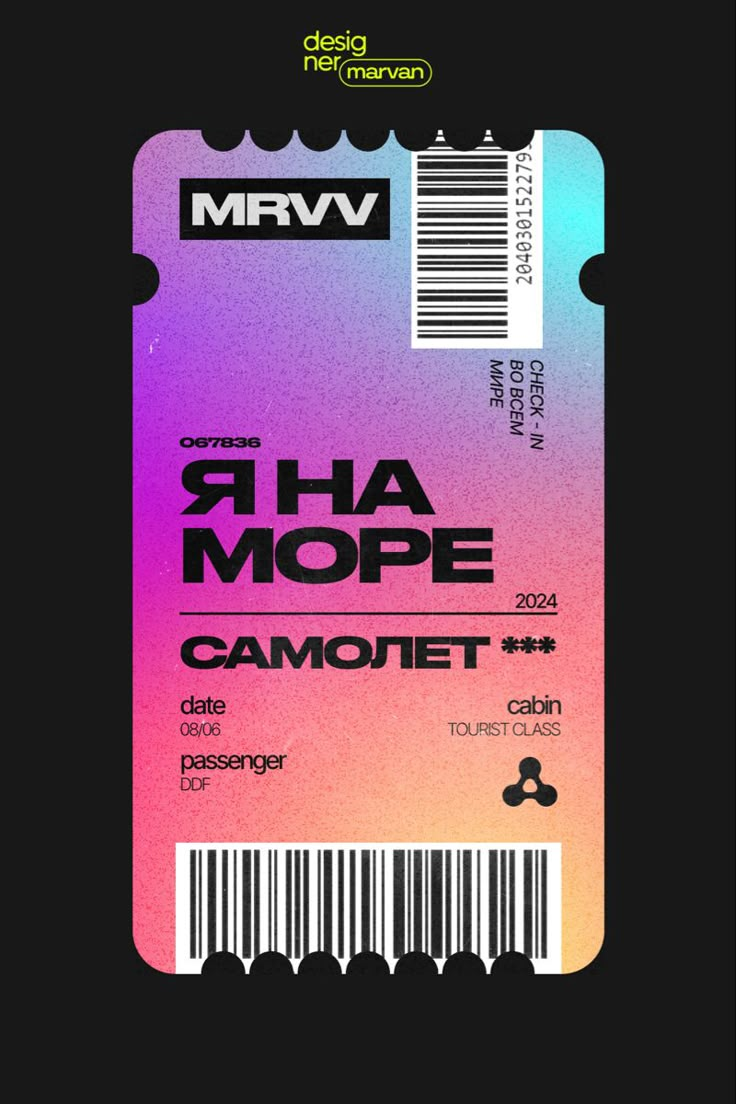 desig
ner marvan
MRVV
2040301522279
CHECK - IN
ВО ВСЕМ
МИРЕ
067836
Я НА
МОРЕ
2024
САМОЛЕТ ***
date
08/06
cabin
TOURIST CLASS
passenger
DDF